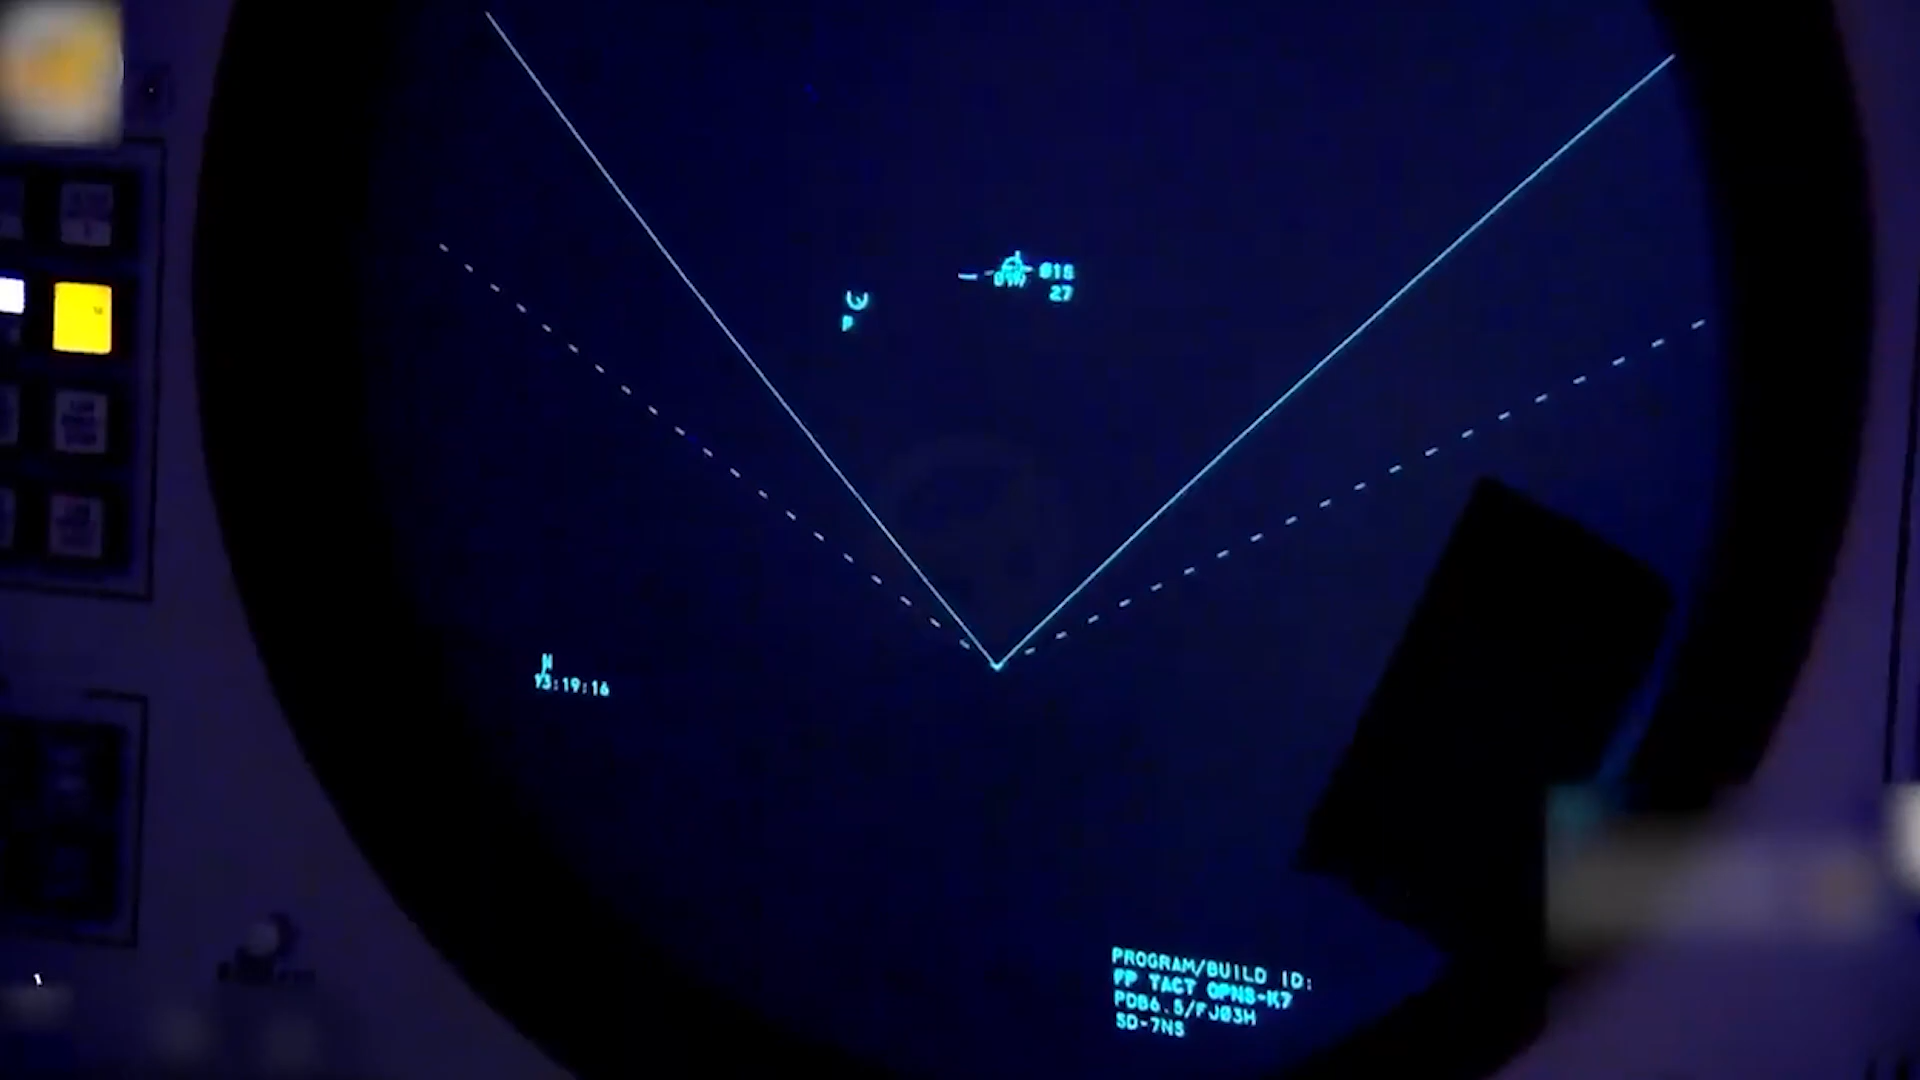 015
27
P
N
13:19:16
PROGRAM/BUILD ID:
FP TACT OPNS-K7
PDB6.5/FJ03H
SD-7NS